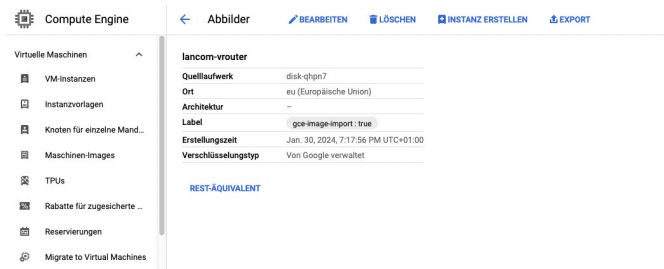 Compute Engine
Abbilder
BEARBEITEN
LÖSCHEN
INSTANZ ERSTELLEN
EXPORT
Virtuelle Maschinen
VM-Instanzen
Instanzvorlagen
Knoten für einzelne Mand...
Maschinen-Images
TPUs
Rabatte für zugesicherte ...
Reservierungen
Migrate to Virtual Machines
lancom-vrouter
Quelllaufwerk disk-qhpn7
Ort eu (Europäische Union)
Architektur –
Label gce-image-import : true
Erstellungszeit Jan. 30, 2024, 7:17:56 PM UTC+01:00
Verschlüsselungstyp Von Google verwaltet
REST-ÄQUIVALENT